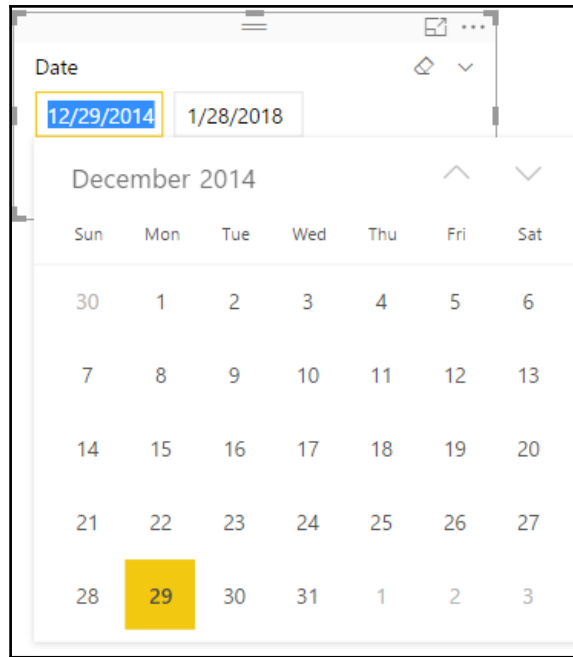 Date
12/29/2014 1/28/2018
December 2014
Sun Mon Tue Wed Thu Fri Sat
30 1 2 3 4 5 6
7 8 9 10 11 12 13
14 15 16 17 18 19 20
21 22 23 24 25 26 27
28 29 30 31 1 2 3